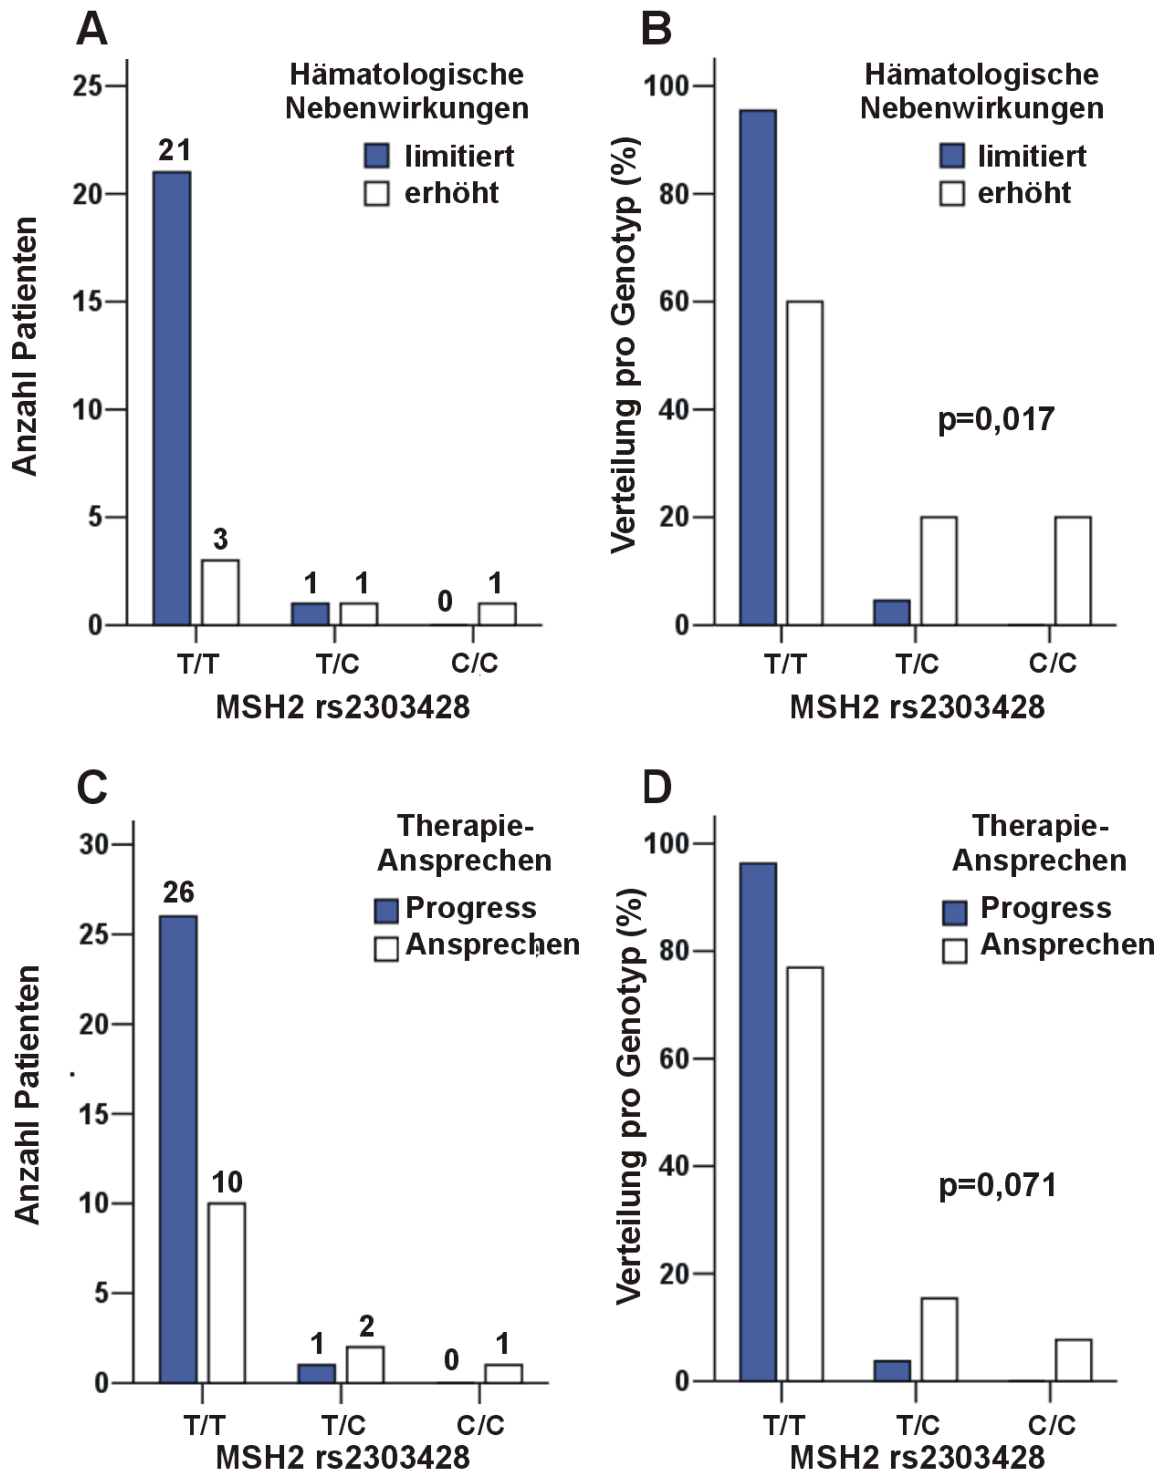 A
Hämatologische
Nebenwirkungen
limitiert
erhöht
Anzahl Patienten
25
20
15
10
5
0
21
3
1
1
0
1
T/T
T/C
C/C
MSH2 rs2303428
B
Hämatologische
Nebenwirkungen
limitiert
erhöht
Verteilung pro Genotyp (%)
100
80
60
40
20
0
p=0,017
T/T
T/C
C/C
MSH2 rs2303428
C
Therapie-
Ansprechen
Progress
Ansprechen
Anzahl Patienten
30
25
20
15
10
5
0
26
10
1
2
0
1
T/T
T/C
C/C
MSH2 rs2303428
D
Therapie-
Ansprechen
Progress
Ansprechen
Verteilung pro Genotyp (%)
100
80
60
40
20
0
p=0,071
T/T
T/C
C/C
MSH2 rs2303428